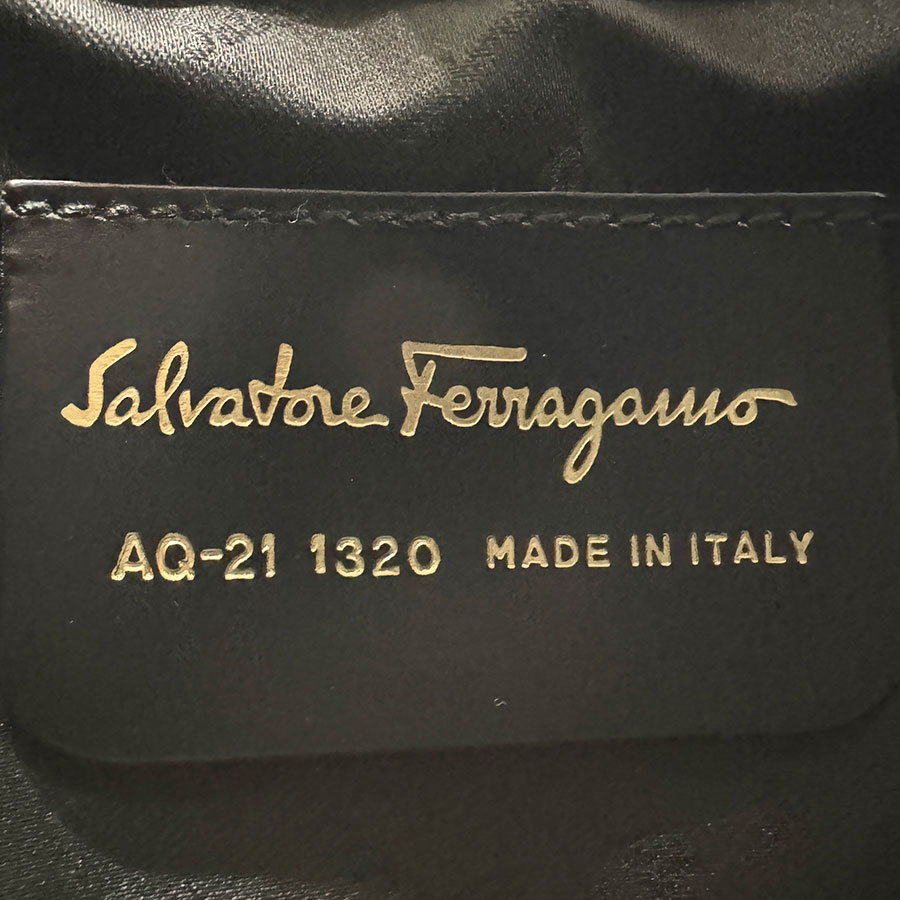 Salvatore Ferragamo
AQ-21 1320 MADE IN ITALY